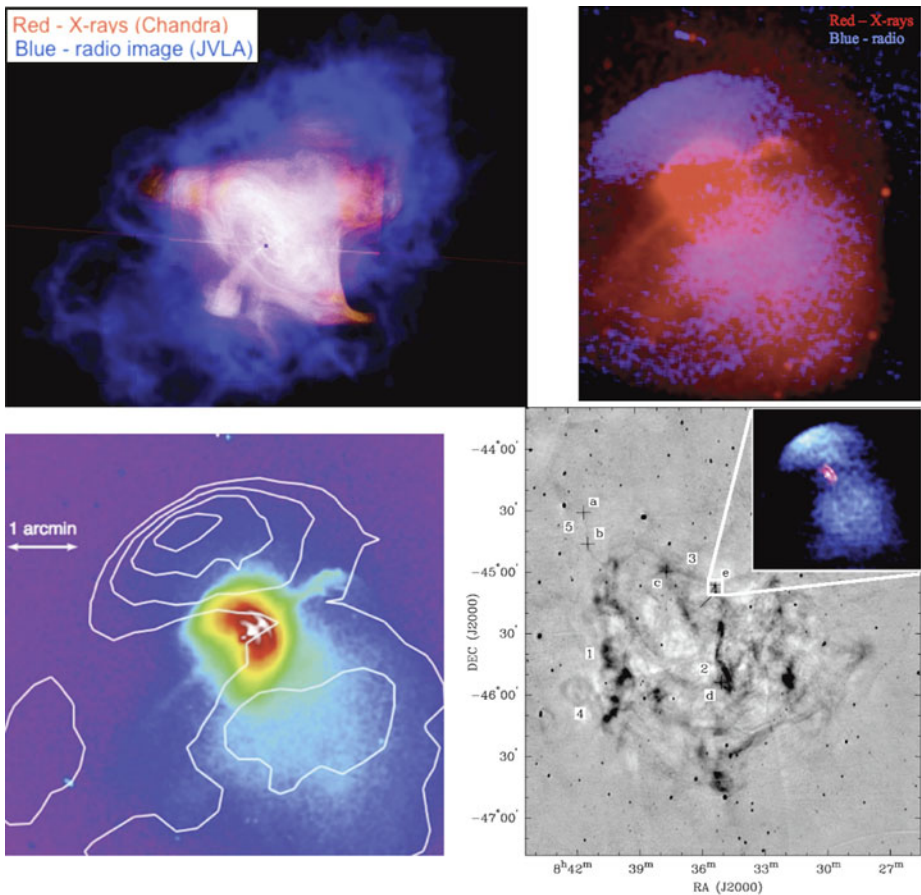 Red - X-rays (Chandra)
Blue - radio image (JVLA)
Red – X-rays
Blue - radio
1 arcmin
-44°00'
30'
-45°00'
30'
-46°00'
30'
-47°00'
DEC (J2000)
a
5
b
3
c
e
1
2
d
4
8h42m
39m
36m
33m
30m
27m
RA (J2000)